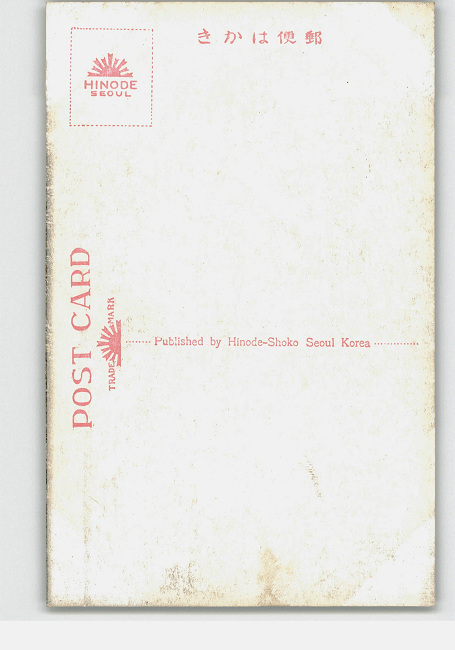 きかは便郵
HINODE
SEOUL
POST CARD
TRADE MARK
Published by Hinode-Shoko Seoul Korea